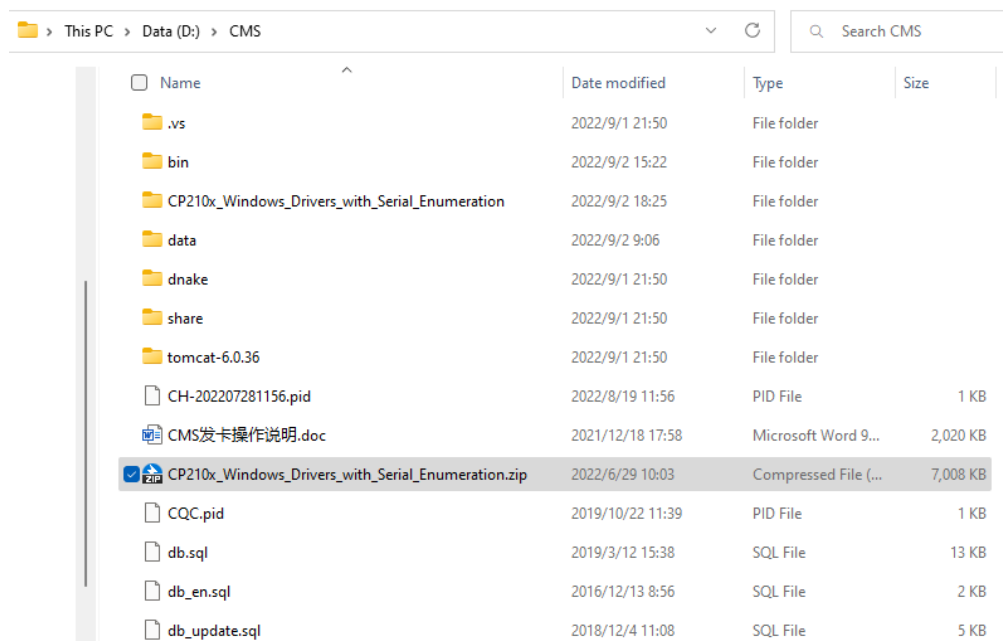 This PC > Data (D:) > CMS Search CMS
Name Date modified Type Size
.vs 2022/9/1 21:50 File folder
bin 2022/9/2 15:22 File folder
CP210x_Windows_Drivers_with_Serial_Enumeration 2022/9/2 18:25 File folder
data 2022/9/2 9:06 File folder
dnake 2022/9/1 21:50 File folder
share 2022/9/1 21:50 File folder
tomcat-6.0.36 2022/9/1 21:50 File folder
CH-202207281156.pid 2022/8/19 11:56 PID File 1 KB
CMS发卡操作说明.doc 2021/12/18 17:58 Microsoft Word 9... 2,020 KB
ZIP CP210x_Windows_Drivers_with_Serial_Enumeration.zip 2022/6/29 10:03 Compressed File (... 7,008 KB
CQC.pid 2019/10/22 11:39 PID File 1 KB
db.sql 2019/3/12 15:38 SQL File 13 KB
db_en.sql 2016/12/13 8:56 SQL File 2 KB
db_update.sql 2018/12/4 11:08 SQL File 5 KB